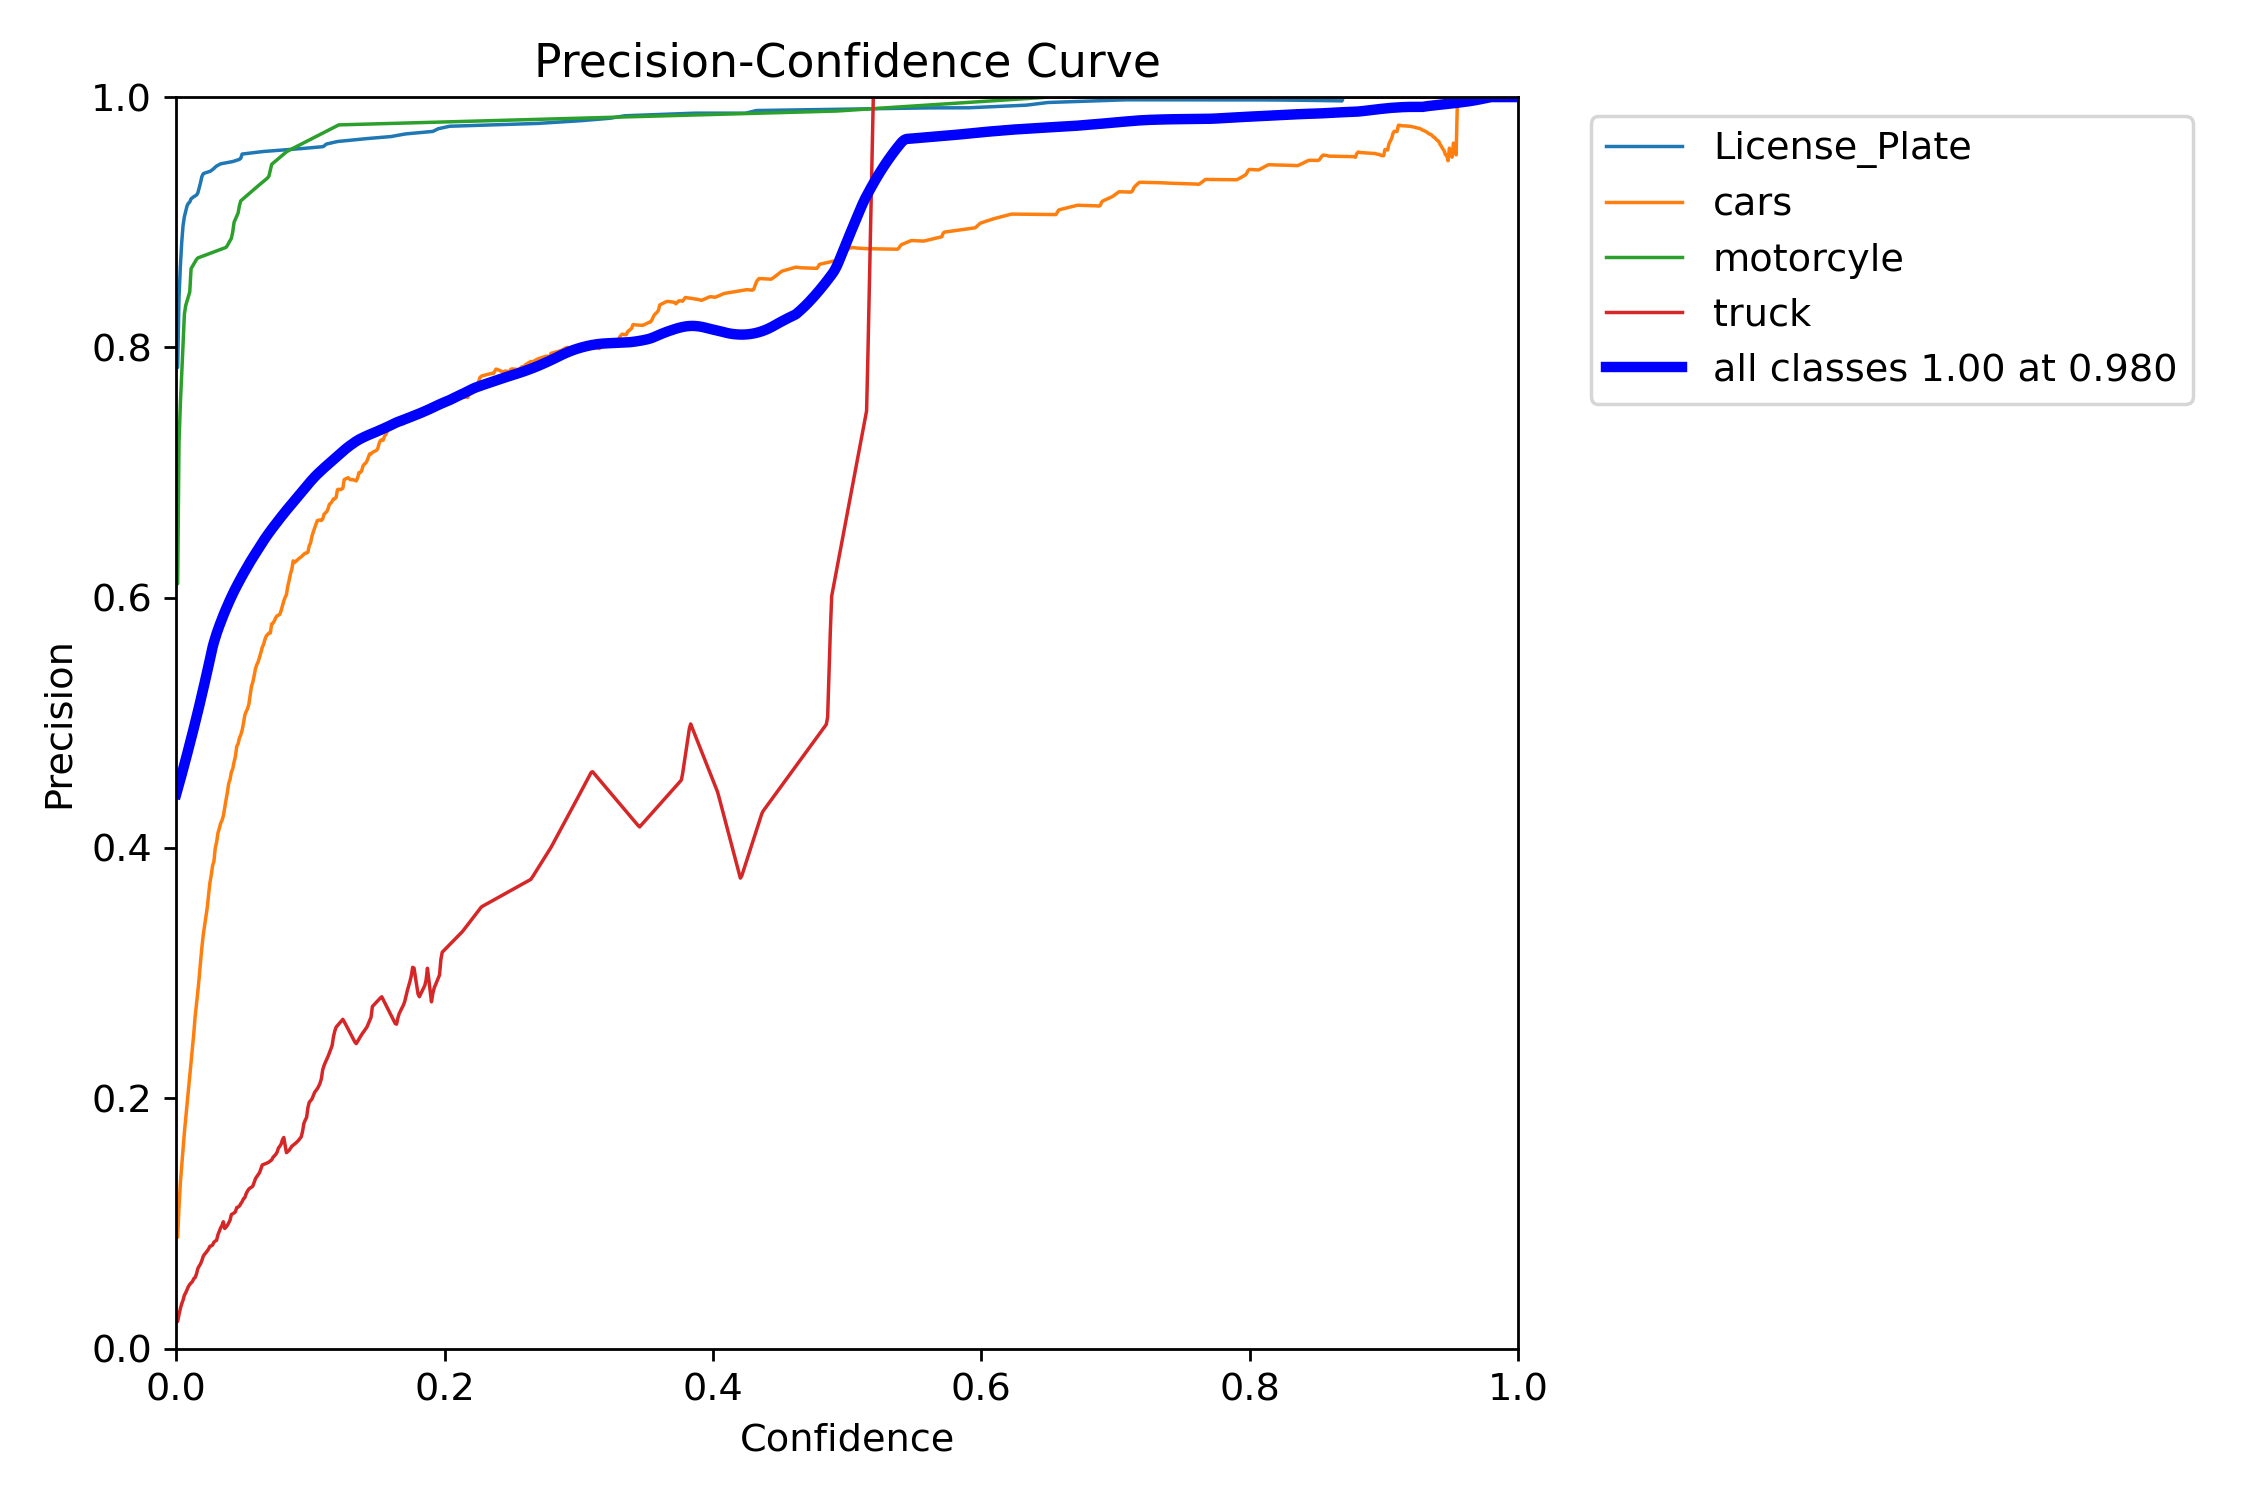 Precision-Confidence Curve
1.0
0.8
0.6
0.4
0.2
0.0
Precision
0.0 0.2 0.4 0.6 0.8 1.0
Confidence
License_Plate
cars
motorcyle
truck
all classes 1.00 at 0.980